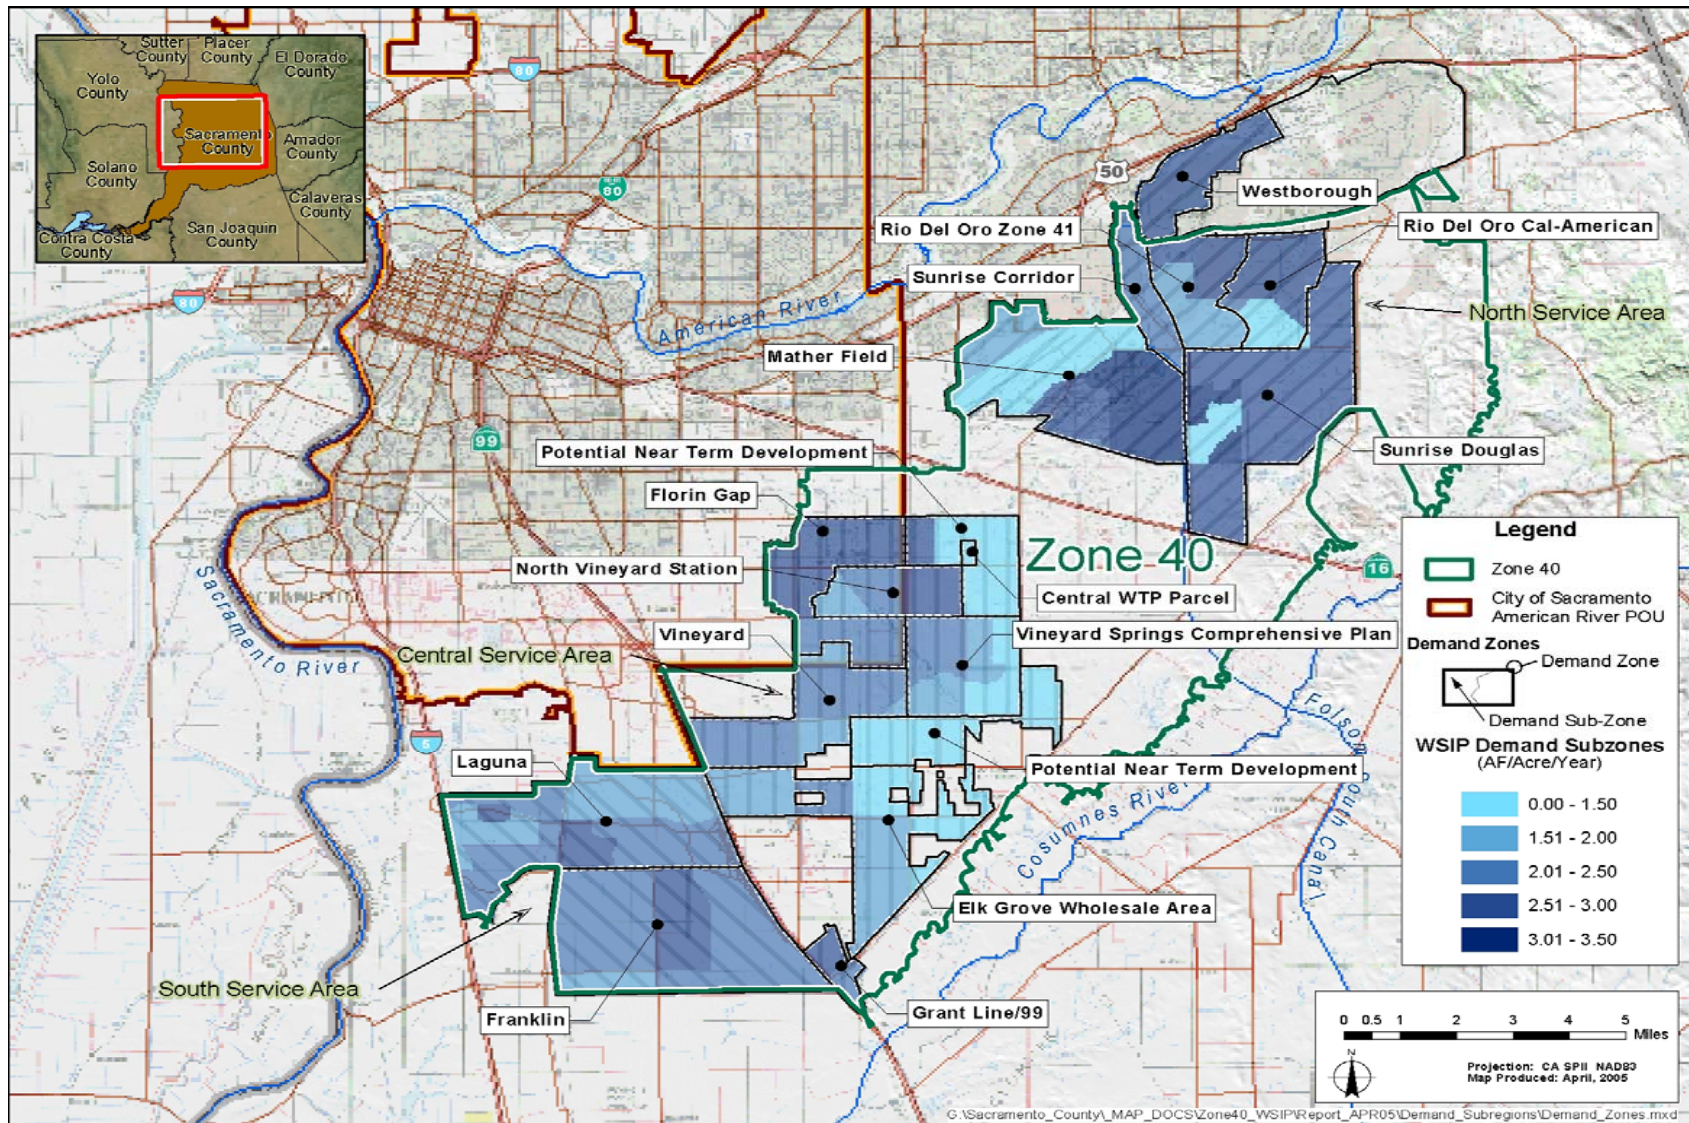 Sutter
County
Placer
County
El Dorado
County
Yolo
County
Sacramento
County
Amador
County
Solano
County
Calaveras
County
San Joaquin
County
Contra Costa
County
80
80
80
50
99
5
16
American River
Sacramento River
Cosumnes River
Folsom South Canal
SACRAMENTO
Westborough
Rio Del Oro Zone 41
Rio Del Oro Cal-American
Sunrise Corridor
North Service Area
Mather Field
Potential Near Term Development
Sunrise Douglas
Florin Gap
Zone 40
North Vineyard Station
Central WTP Parcel
Vineyard
Vineyard Springs Comprehensive Plan
Central Service Area
Laguna
Potential Near Term Development
Elk Grove Wholesale Area
South Service Area
Franklin
Grant Line/99
Legend
Zone 40
City of Sacramento
American River POU
Demand Zones
Demand Zone
Demand Sub-Zone
WSIP Demand Subzones
(AF/Acre/Year)
0.00 - 1.50
1.51 - 2.00
2.01 - 2.50
2.51 - 3.00
3.01 - 3.50
0 0.5 1 2 3 4 5
Miles
N
Projection: CA SPII NAD83
Map Produced: April, 2005
G:\Sacramento_County\_MAP_DOCS\Zone40_WSIP\Report_APR05\Demand_Subregions\Demand_Zones.mxd